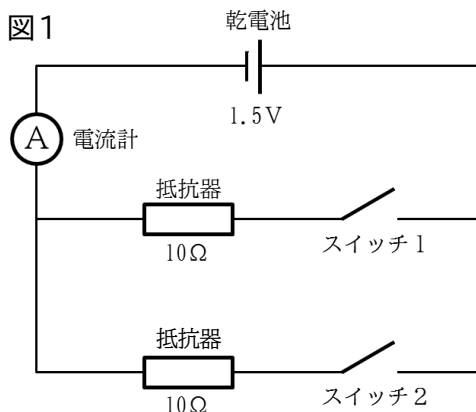 図1
乾電池
1.5V
A 電流計
抵抗器
10Ω
スイッチ1
抵抗器
10Ω
スイッチ2